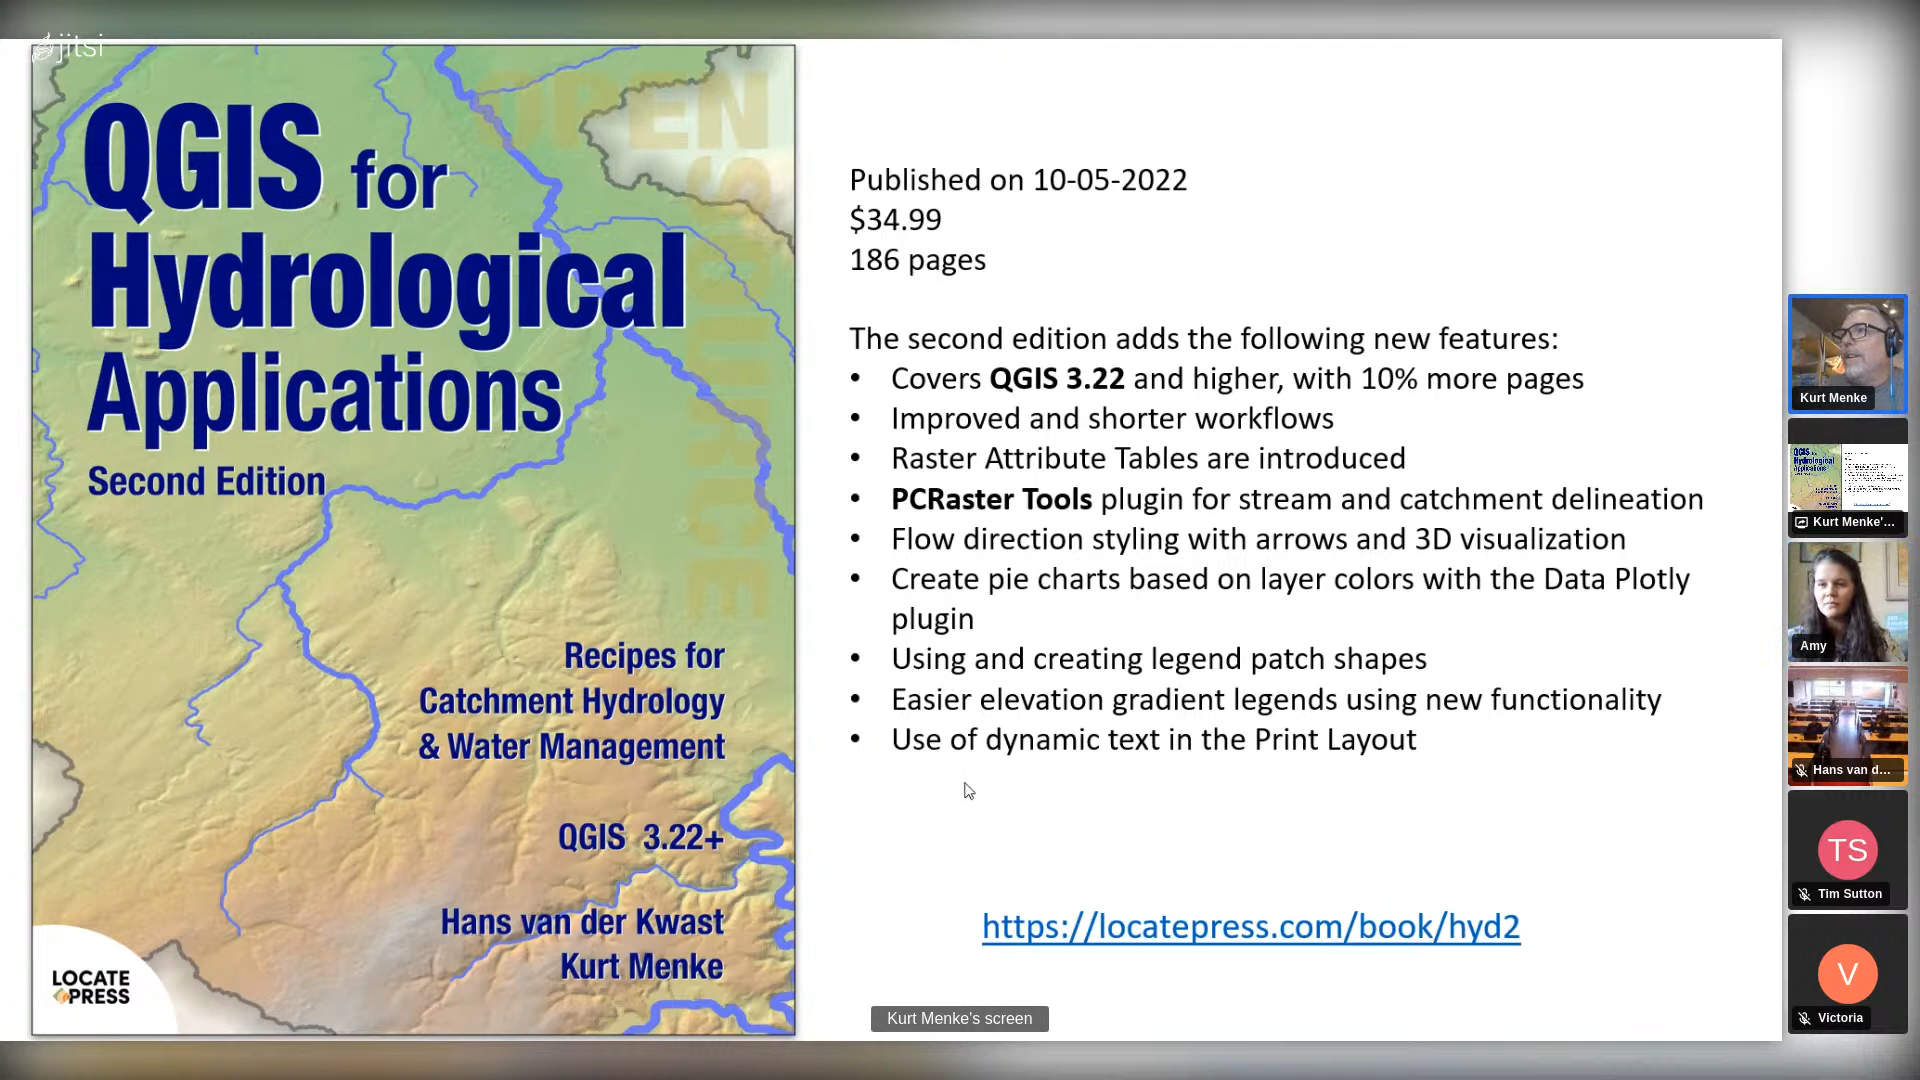 jitsi
OPEN SOURCE
QGIS for
Hydrological
Applications
Second Edition
Recipes for
Catchment Hydrology
& Water Management
QGIS 3.22+
Hans van der Kwast
Kurt Menke
LOCATE
PRESS
Published on 10-05-2022
$34.99
186 pages
The second edition adds the following new features:
• Covers QGIS 3.22 and higher, with 10% more pages
• Improved and shorter workflows
• Raster Attribute Tables are introduced
• PCRaster Tools plugin for stream and catchment delineation
• Flow direction styling with arrows and 3D visualization
• Create pie charts based on layer colors with the Data Plotly
plugin
• Using and creating legend patch shapes
• Easier elevation gradient legends using new functionality
• Use of dynamic text in the Print Layout
https://locatepress.com/book/hyd2
Kurt Menke's screen
Kurt Menke
QGIS for
Hydrological
Applications
Kurt Menke'...
Amy
Hans van d...
TS
Tim Sutton
V
Victoria